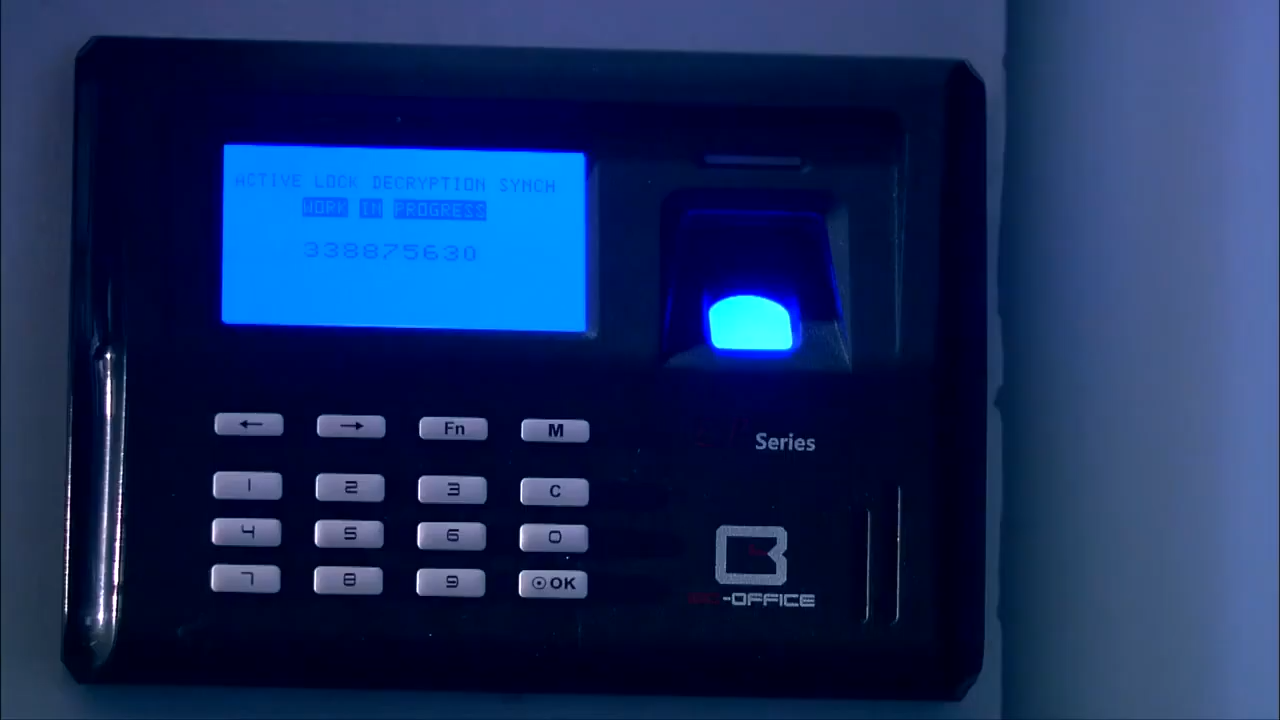 ACTIVE LOCK DECRYPTION SYNCH
WORK IN PROGRESS
338875630
← → Fn M
1 2 3 C
4 5 6 0
7 8 9 OK
Series
-OFFICE